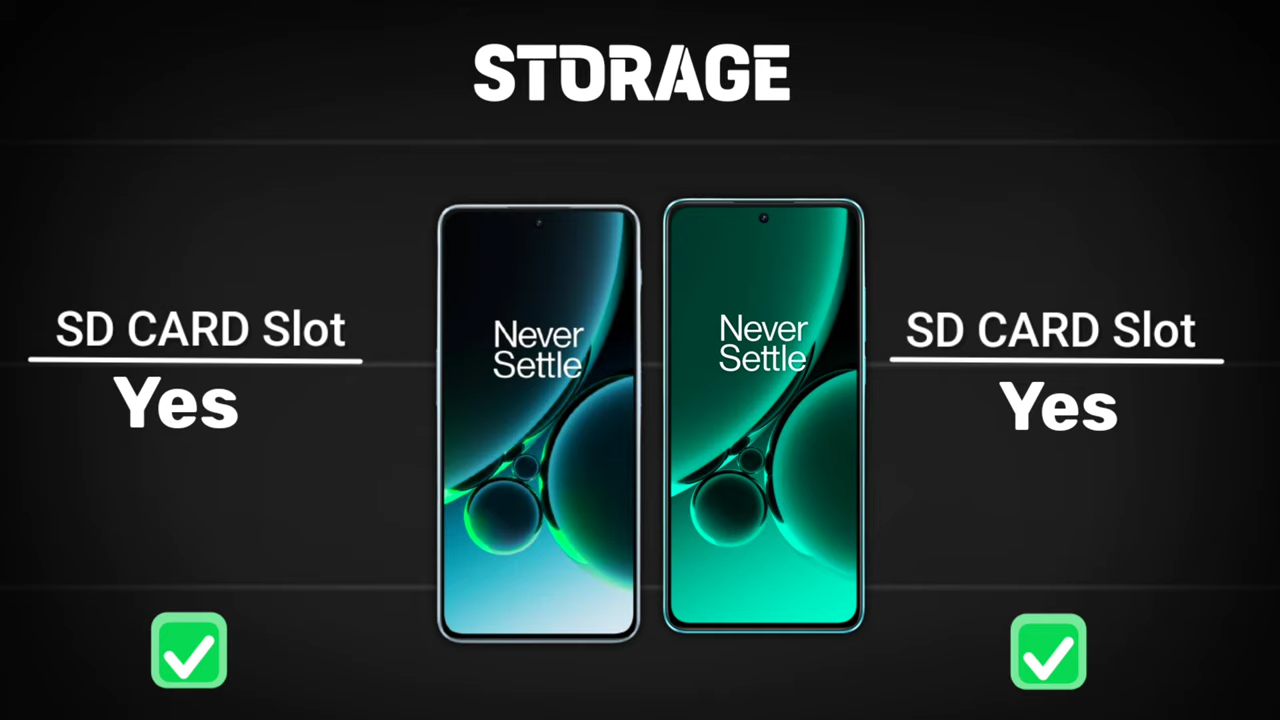 STORAGE
SD CARD Slot
Yes
Never
Settle
Never
Settle
SD CARD Slot
Yes